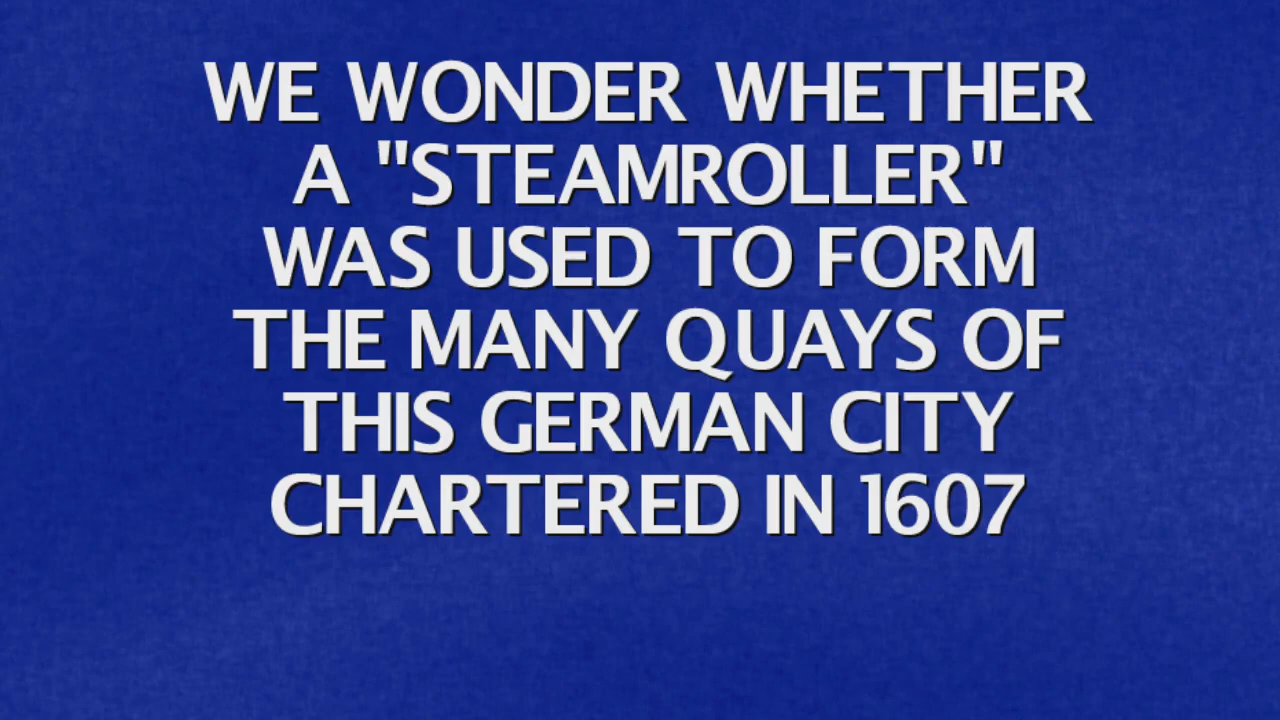 WE WONDER WHETHER
A "STEAMROLLER"
WAS USED TO FORM
THE MANY QUAYS OF
THIS GERMAN CITY
CHARTERED IN 1607